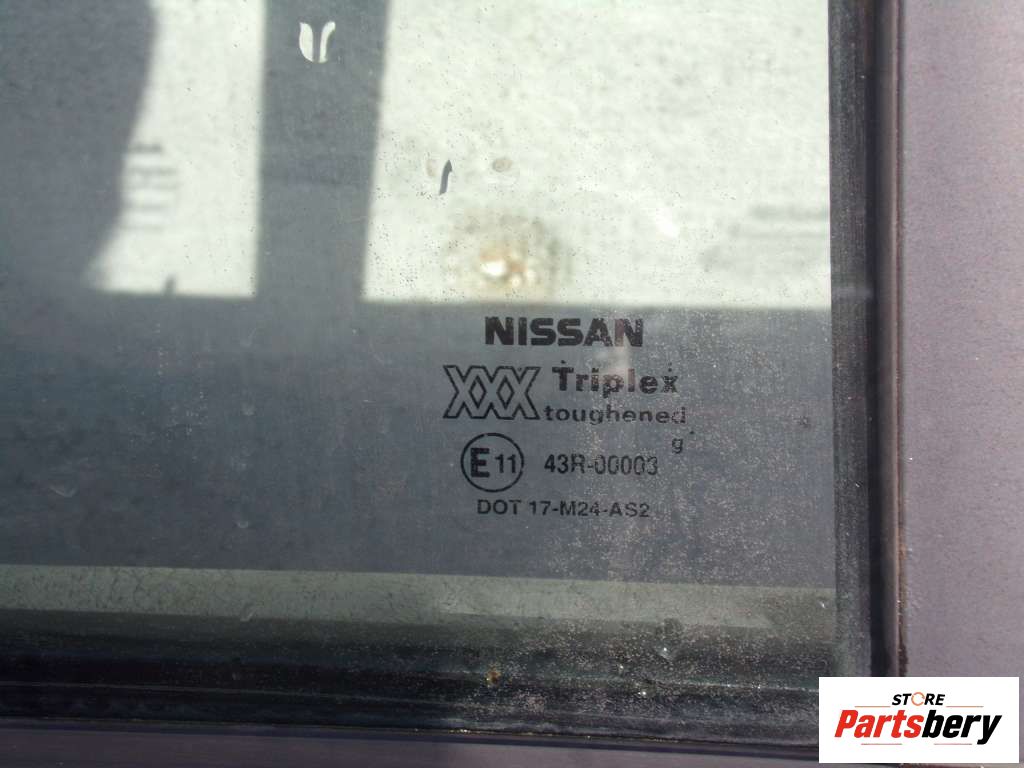 NISSAN
XXX Triplex
toughened
g
E11 43R-00003
DOT 17-M24-AS2
STORE
Partsbery